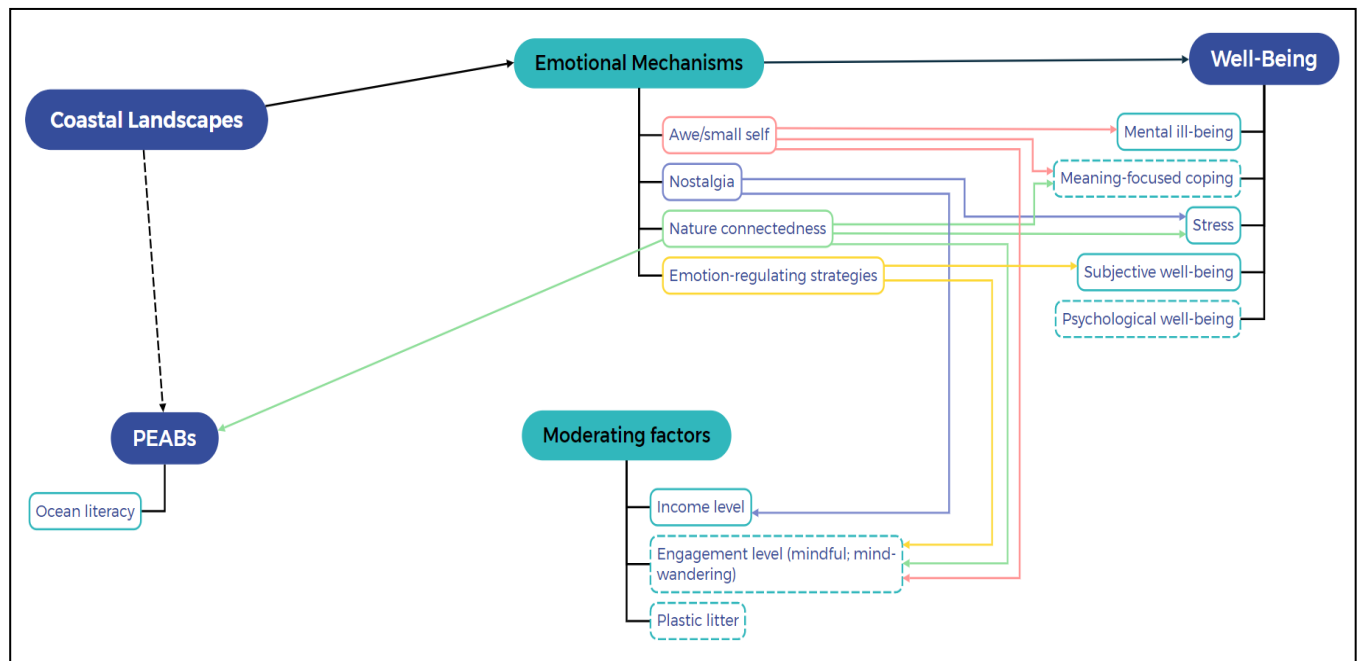 Coastal Landscapes
Emotional Mechanisms
Well-Being
Awe/small self
Nostalgia
Nature connectedness
Emotion-regulating strategies
Mental ill-being
Meaning-focused coping
Stress
Subjective well-being
Psychological well-being
PEABs
Ocean literacy
Moderating factors
Income level
Engagement level (mindful; mind-
wandering)
Plastic litter